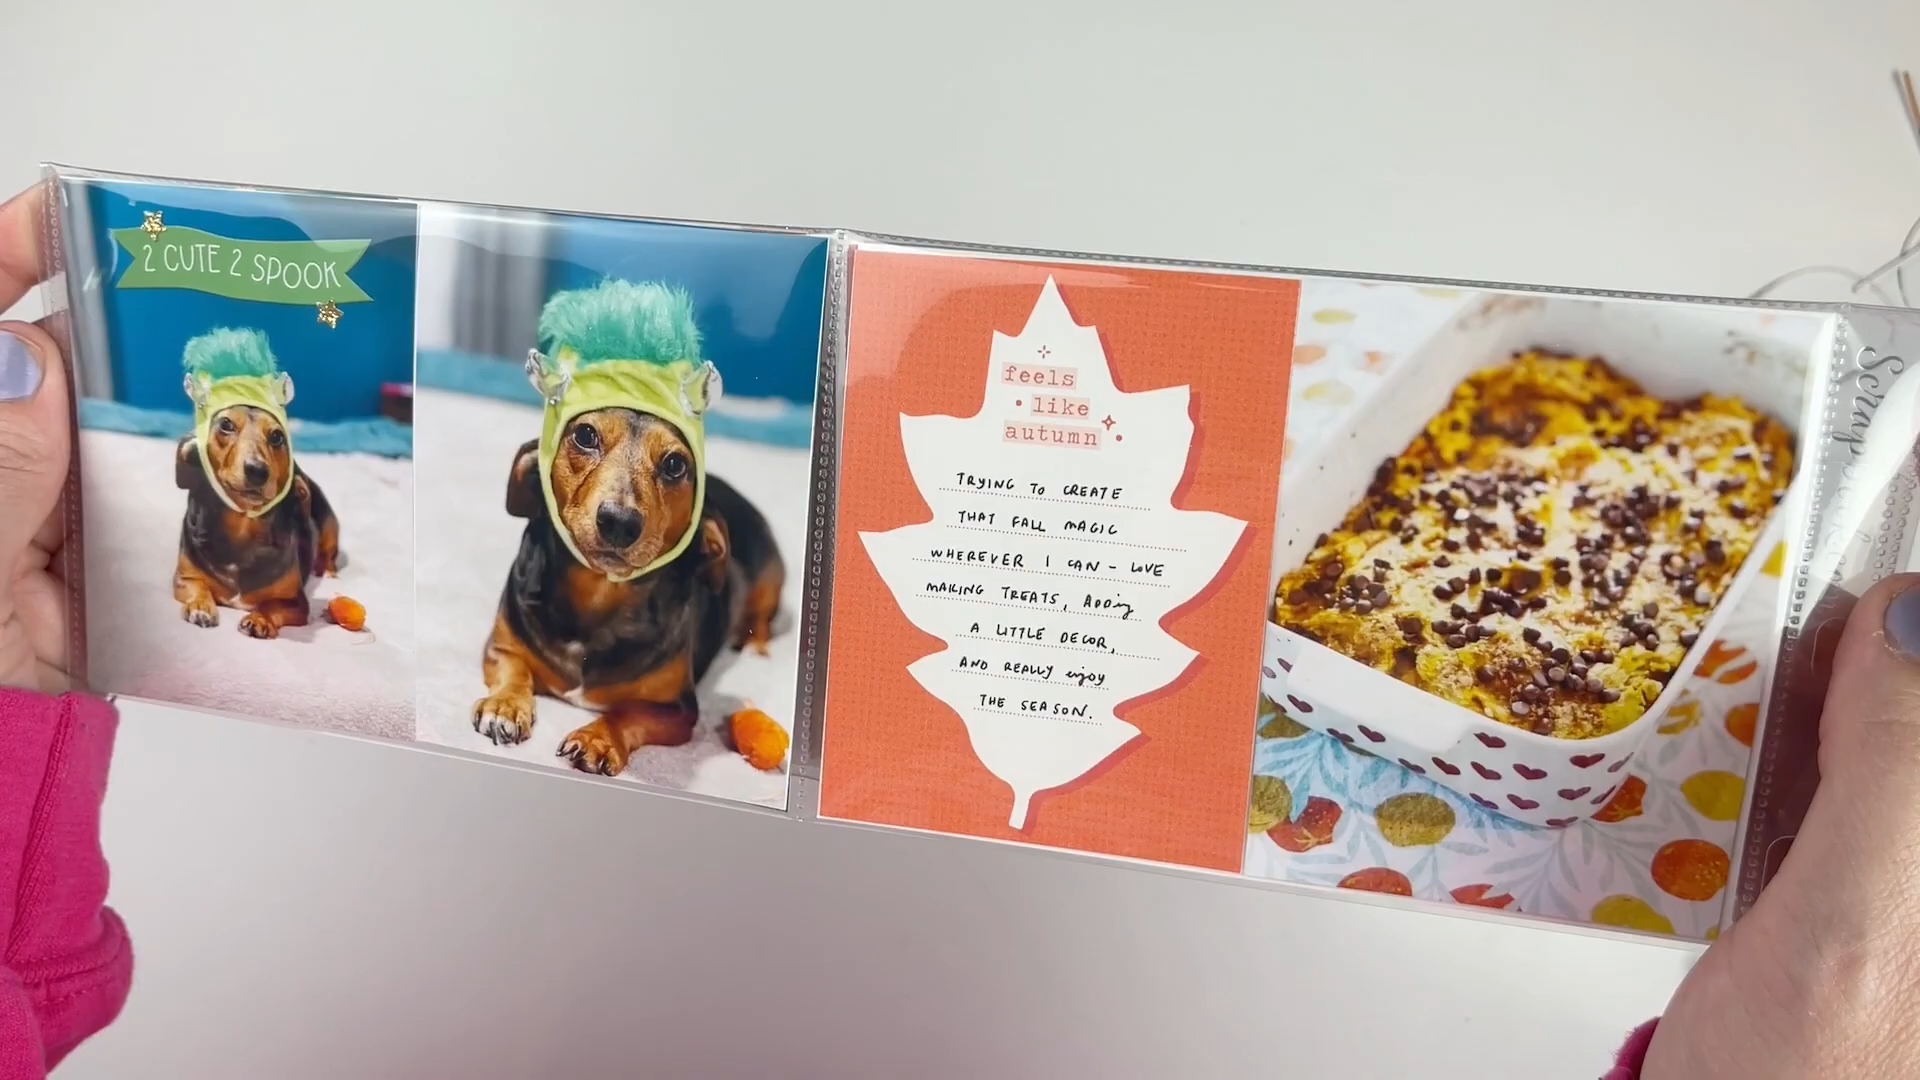 2 CUTE 2 SPOOK
feels
like
autumn
TRYING TO CREATE
THAT FALL MAGIC
WHEREVER I CAN - LOVE
MAKING TREATS, ADDing
A LITTLE DECOR,
AND REALLY enjoy
THE SEASON.